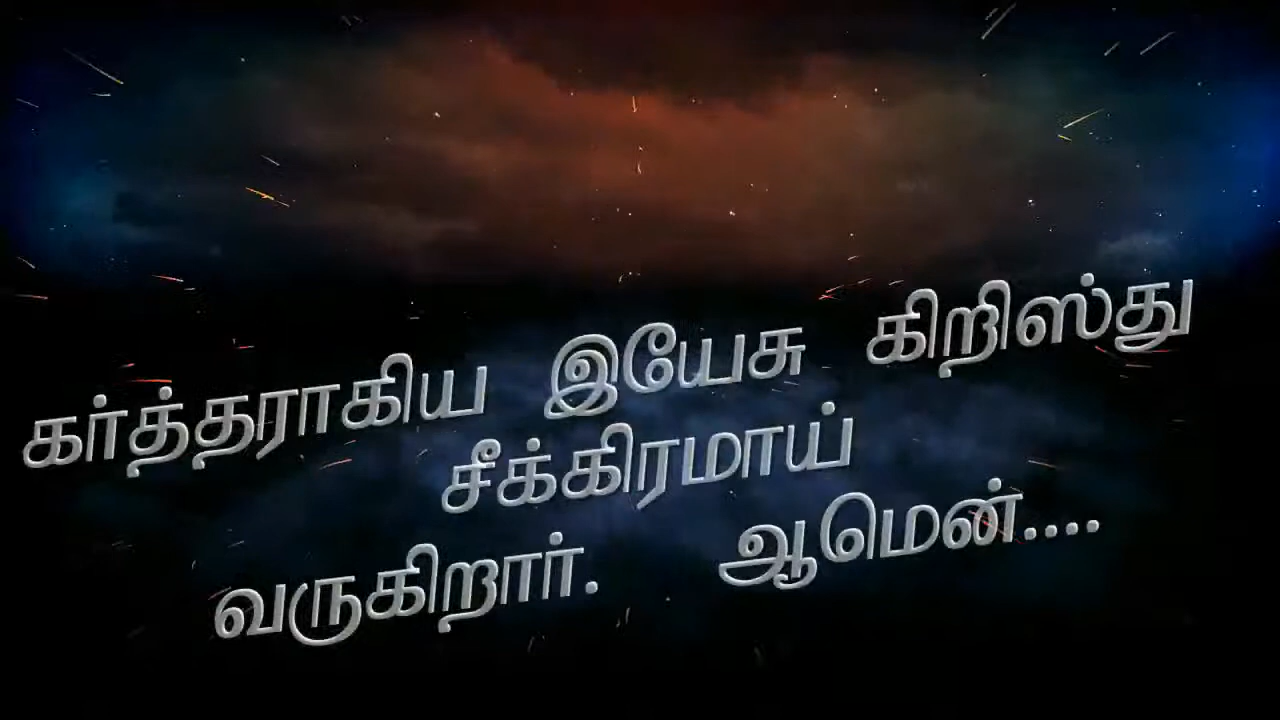 கர்த்தராகிய இயேசு கிறிஸ்து
சீக்கிரமாய்
வருகிறார். ஆமென்....